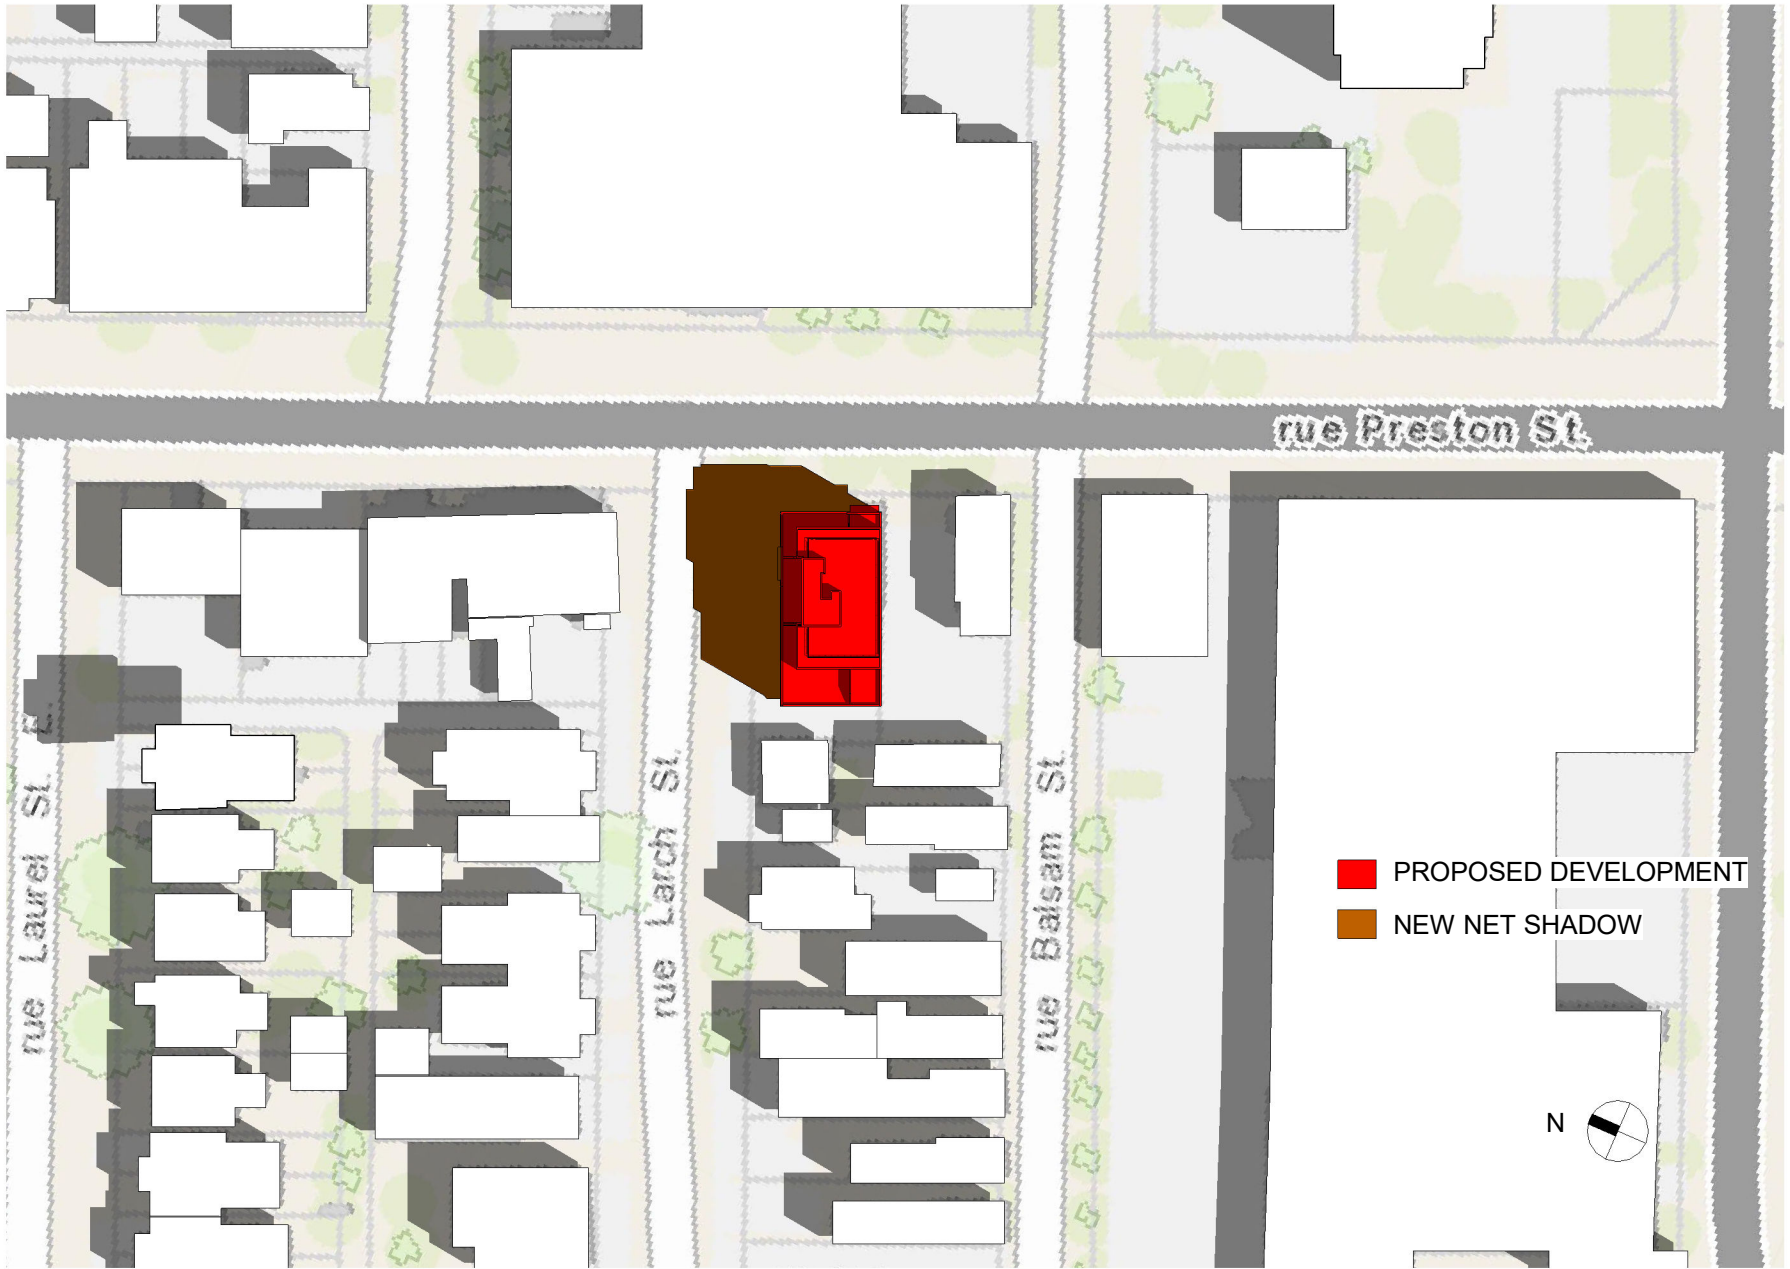 rue Preston St.
rue Laurel St.
rue Larch St.
rue Balsam St.
PROPOSED DEVELOPMENT
NEW NET SHADOW
N